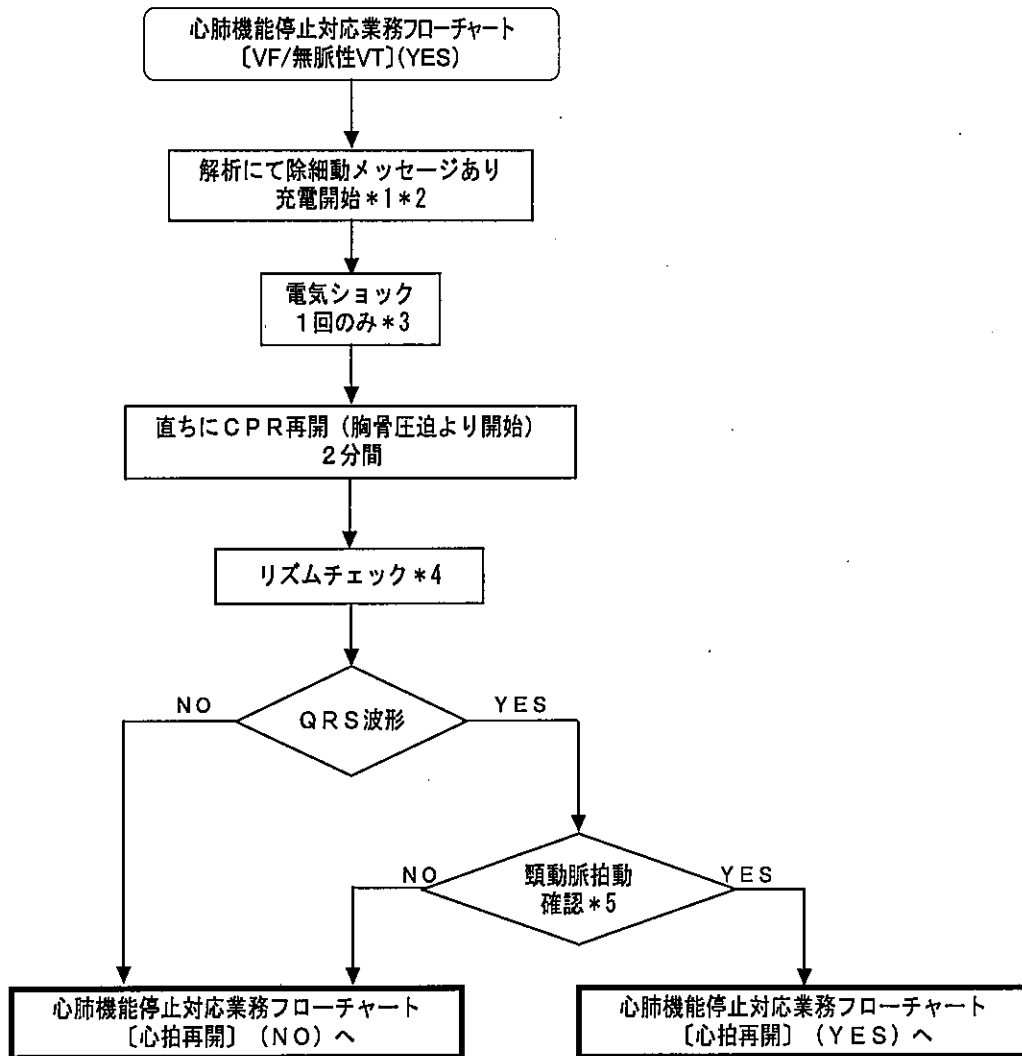 心肺機能停止対応業務フローチャート
〔VF/無脈性VT〕(YES)
解析にて除細動メッセージあり
充電開始*1*2
電気ショック
1回のみ*3
直ちにCPR再開（胸骨圧迫より開始）
2分間
リズムチェック*4
NO
QRS波形
YES
NO
頸動脈拍動
確認*5
YES
心肺機能停止対応業務フローチャート
〔心拍再開〕（NO）へ
心肺機能停止対応業務フローチャート
〔心拍再開〕（YES）へ